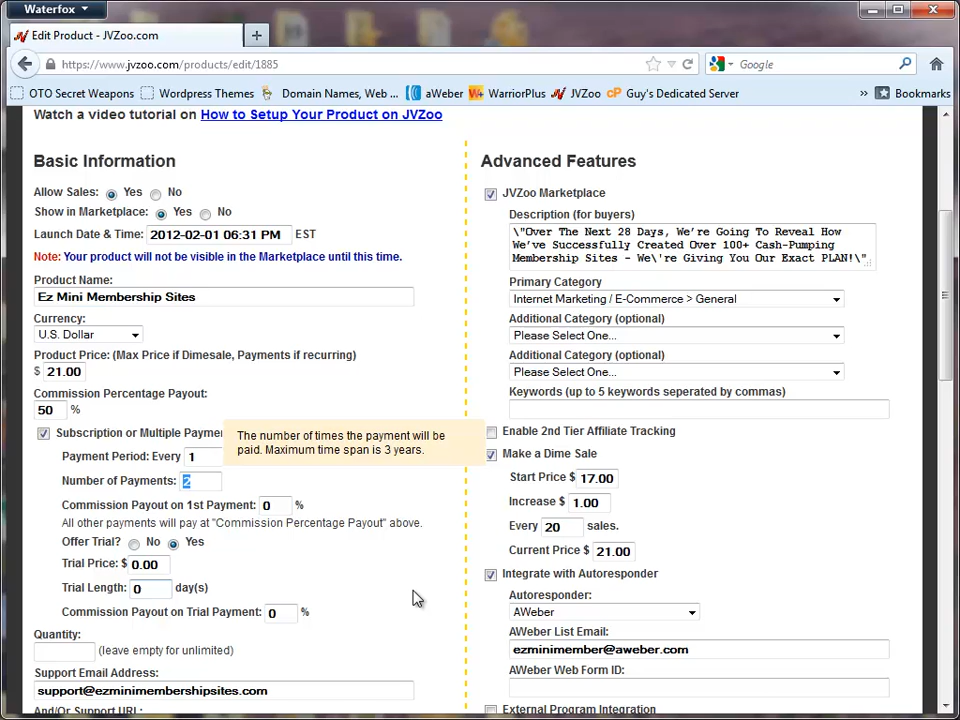 Waterfox
Edit Product - JVZoo.com
https://www.jvzoo.com/products/edit/1885
Google
OTO Secret Weapons
Wordpress Themes
Domain Names, Web ...
aWeber
WarriorPlus
JVZoo
Guy's Dedicated Server
»
Bookmarks
Watch a video tutorial on How to Setup Your Product on JVZoo
Basic Information
Allow Sales: Yes No
Show in Marketplace: Yes No
Launch Date & Time: 2012-02-01 06:31 PM EST
Note: Your product will not be visible in the Marketplace until this time.
Product Name:
Ez Mini Membership Sites
Currency:
U.S. Dollar
Product Price: (Max Price if Dimesale, Payments if recurring)
$ 21.00
Commission Percentage Payout:
50 %
Subscription or Multiple Payme
The number of times the payment will be
paid. Maximum time span is 3 years.
Payment Period: Every 1
Number of Payments: 2
Commission Payout on 1st Payment: 0 %
All other payments will pay at "Commission Percentage Payout" above.
Offer Trial? No Yes
Trial Price: $ 0.00
Trial Length: 0 day(s)
Commission Payout on Trial Payment: 0 %
Quantity:
(leave empty for unlimited)
Support Email Address:
support@ezminimembershipsites.com
And/Or Support URL:
Advanced Features
JVZoo Marketplace
Description (for buyers)
\"Over The Next 28 Days, We're Going To Reveal How
We've Successfully Created Over 100+ Cash-Pumping
Membership Sites - We\'re Giving You Our Exact PLAN!\"
Primary Category
Internet Marketing / E-Commerce > General
Additional Category (optional)
Please Select One...
Additional Category (optional)
Please Select One...
Keywords (up to 5 keywords seperated by commas)
Enable 2nd Tier Affiliate Tracking
Make a Dime Sale
Start Price $ 17.00
Increase $ 1.00
Every 20 sales.
Current Price $ 21.00
Integrate with Autoresponder
Autoresponder:
AWeber
AWeber List Email:
ezminimember@aweber.com
AWeber Web Form ID:
External Program Integration